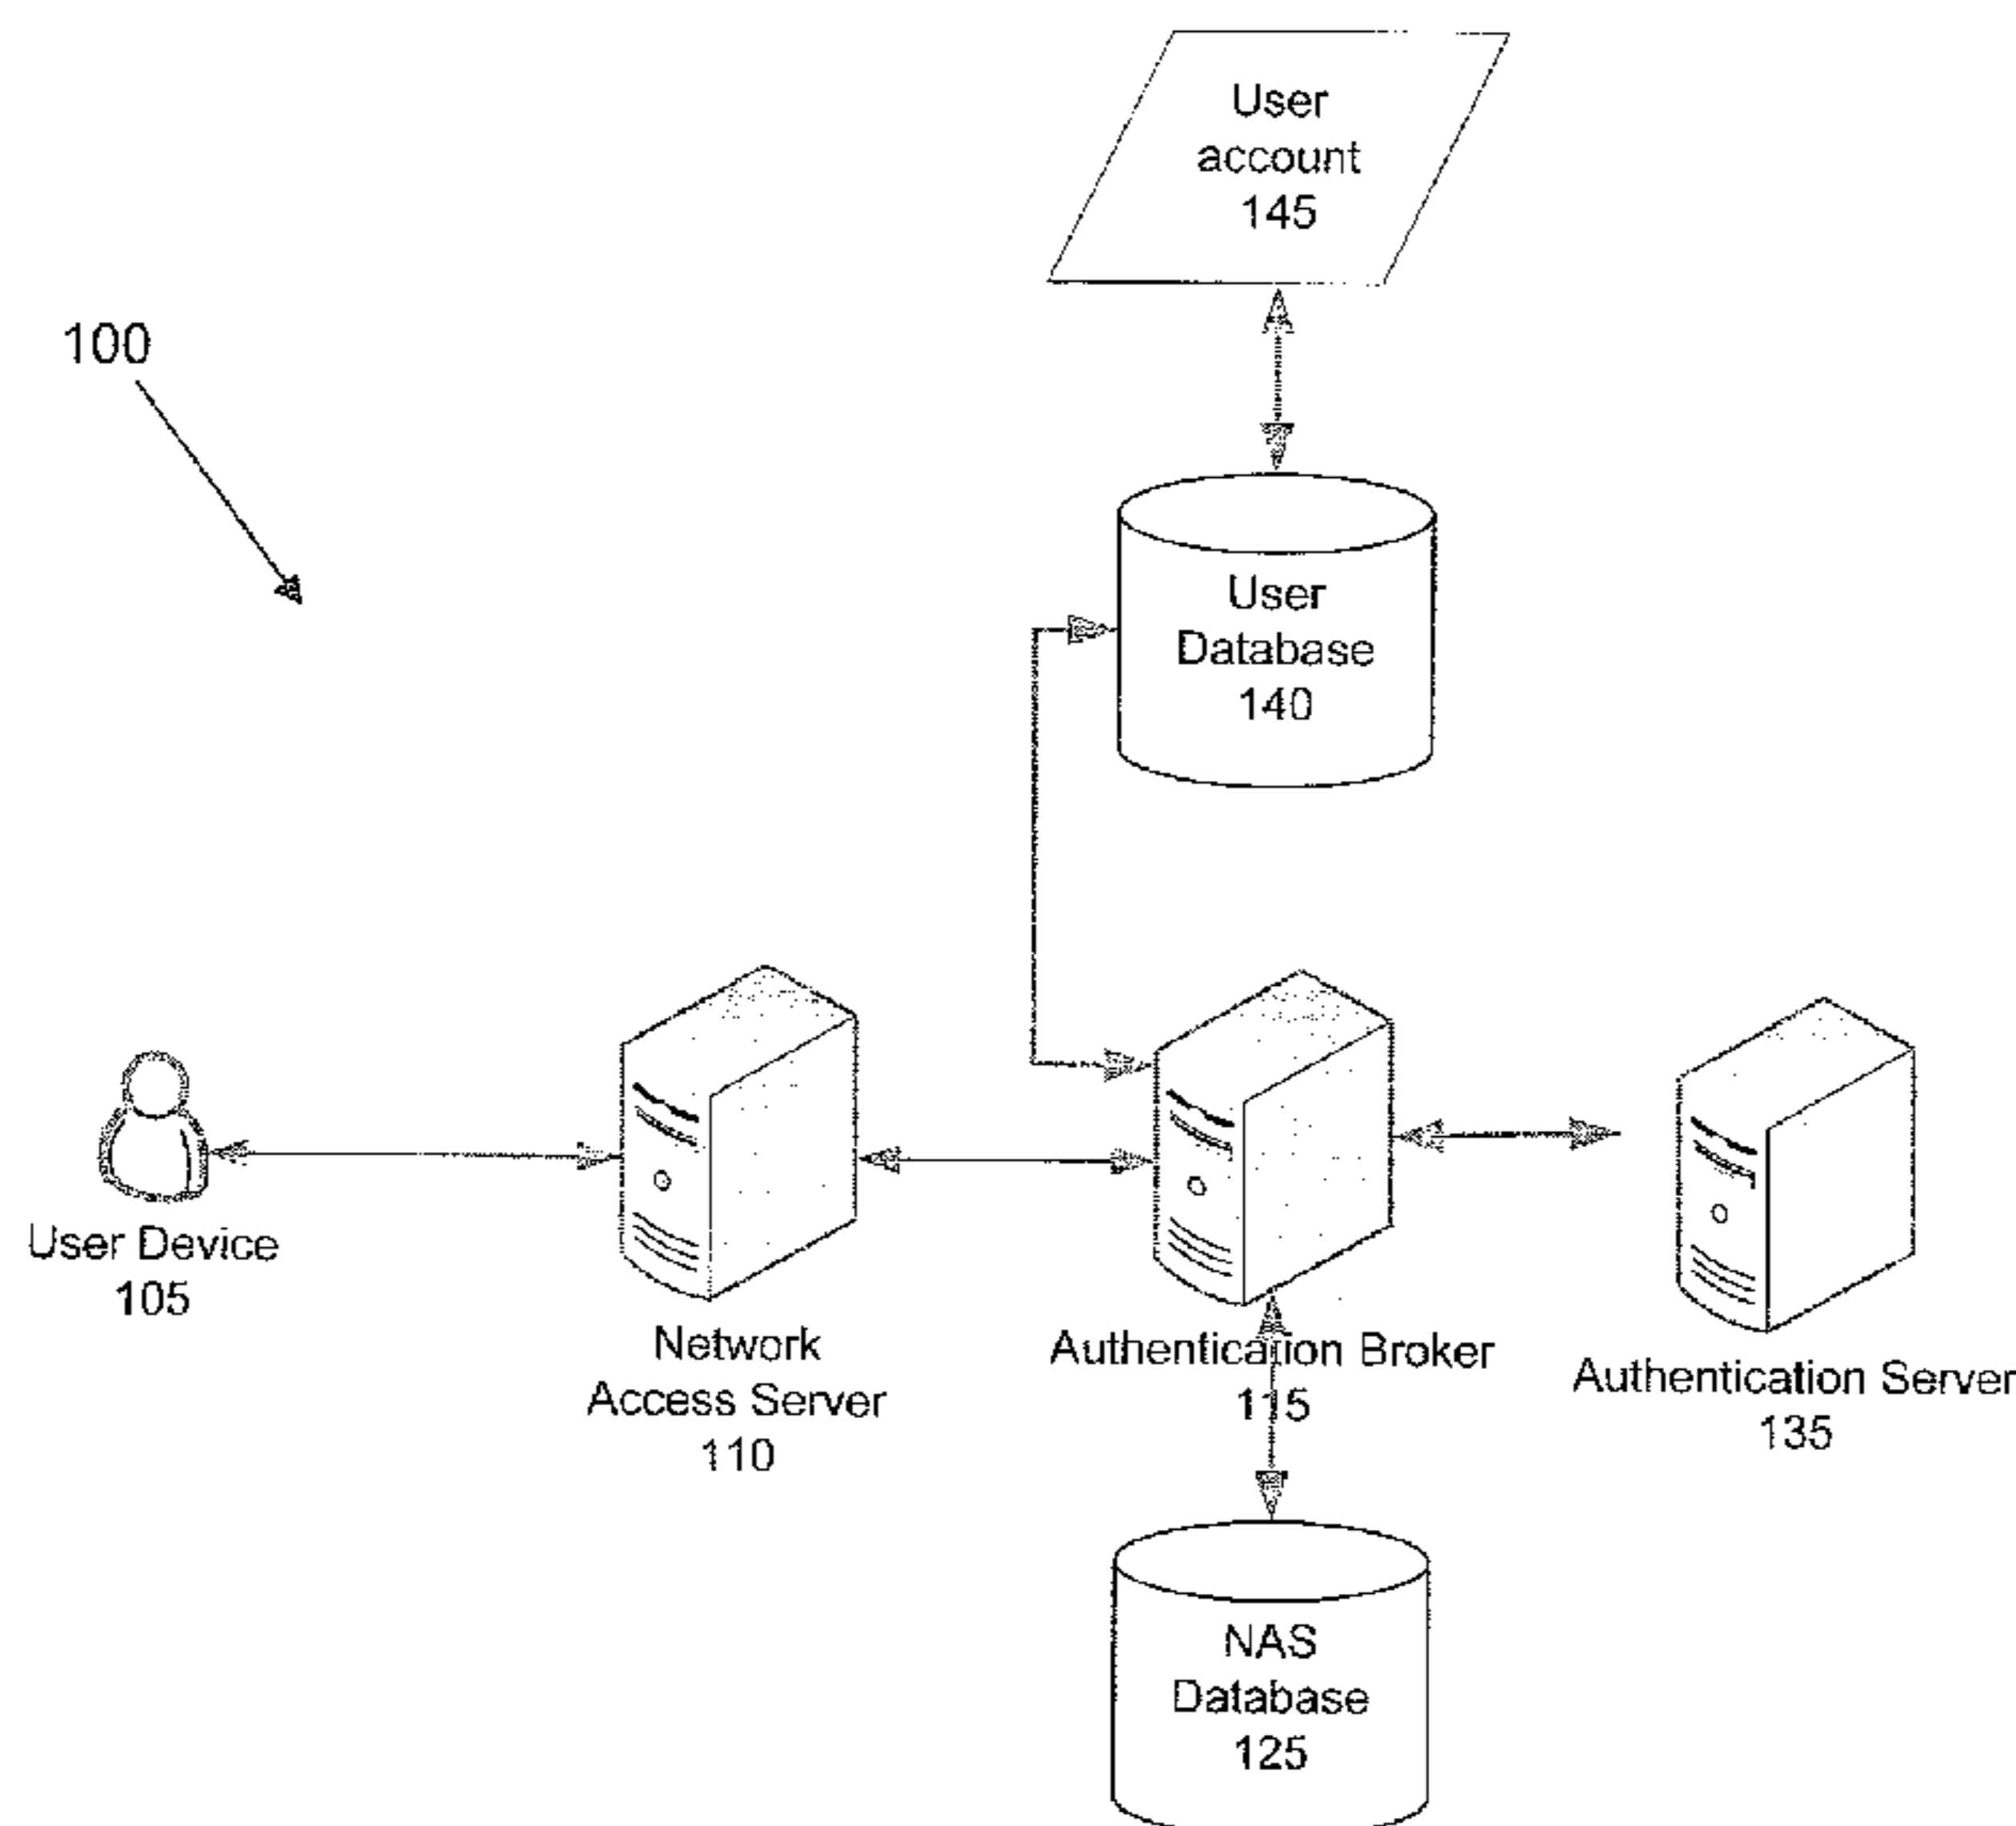 User
account
145
100
User
Database
140
User Device
105
Network
Access Server
110
Authentication Broker
115
Authentication Server
135
NAS
Database
125